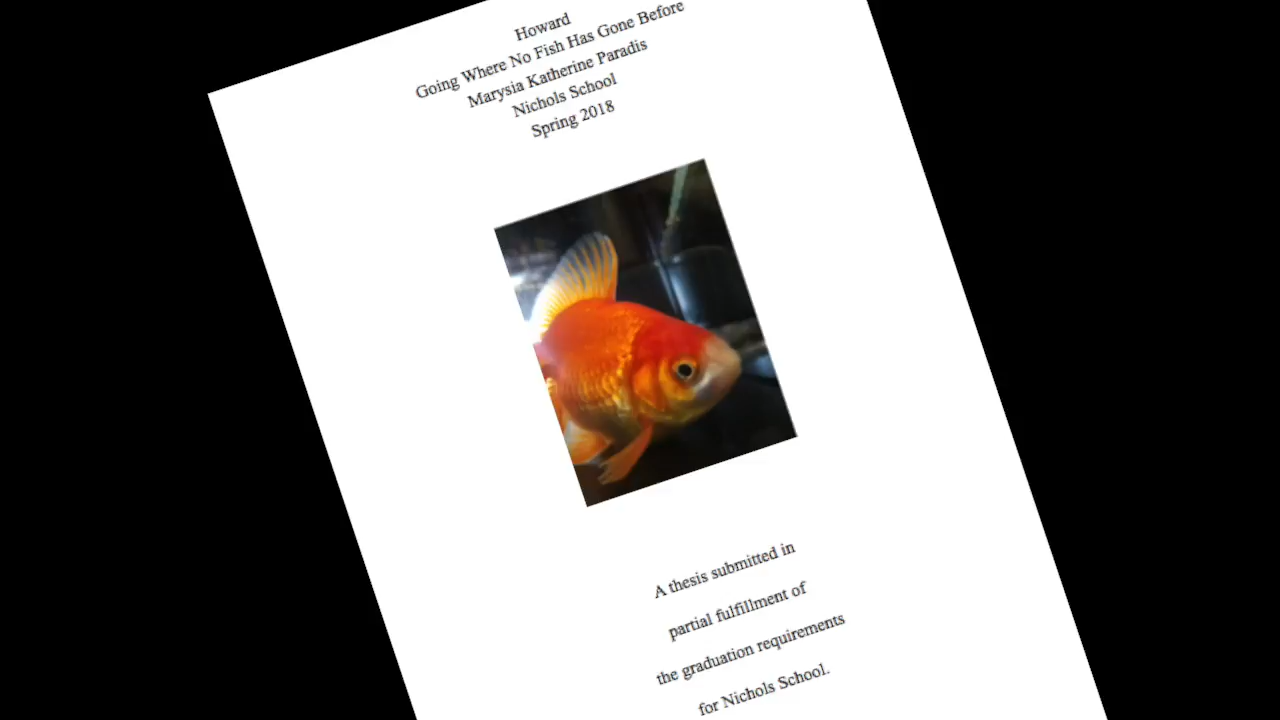 Howard
Going Where No Fish Has Gone Before
Marysia Katherine Paradis
Nichols School
Spring 2018
A thesis submitted in
partial fulfillment of
the graduation requirements
for Nichols School.